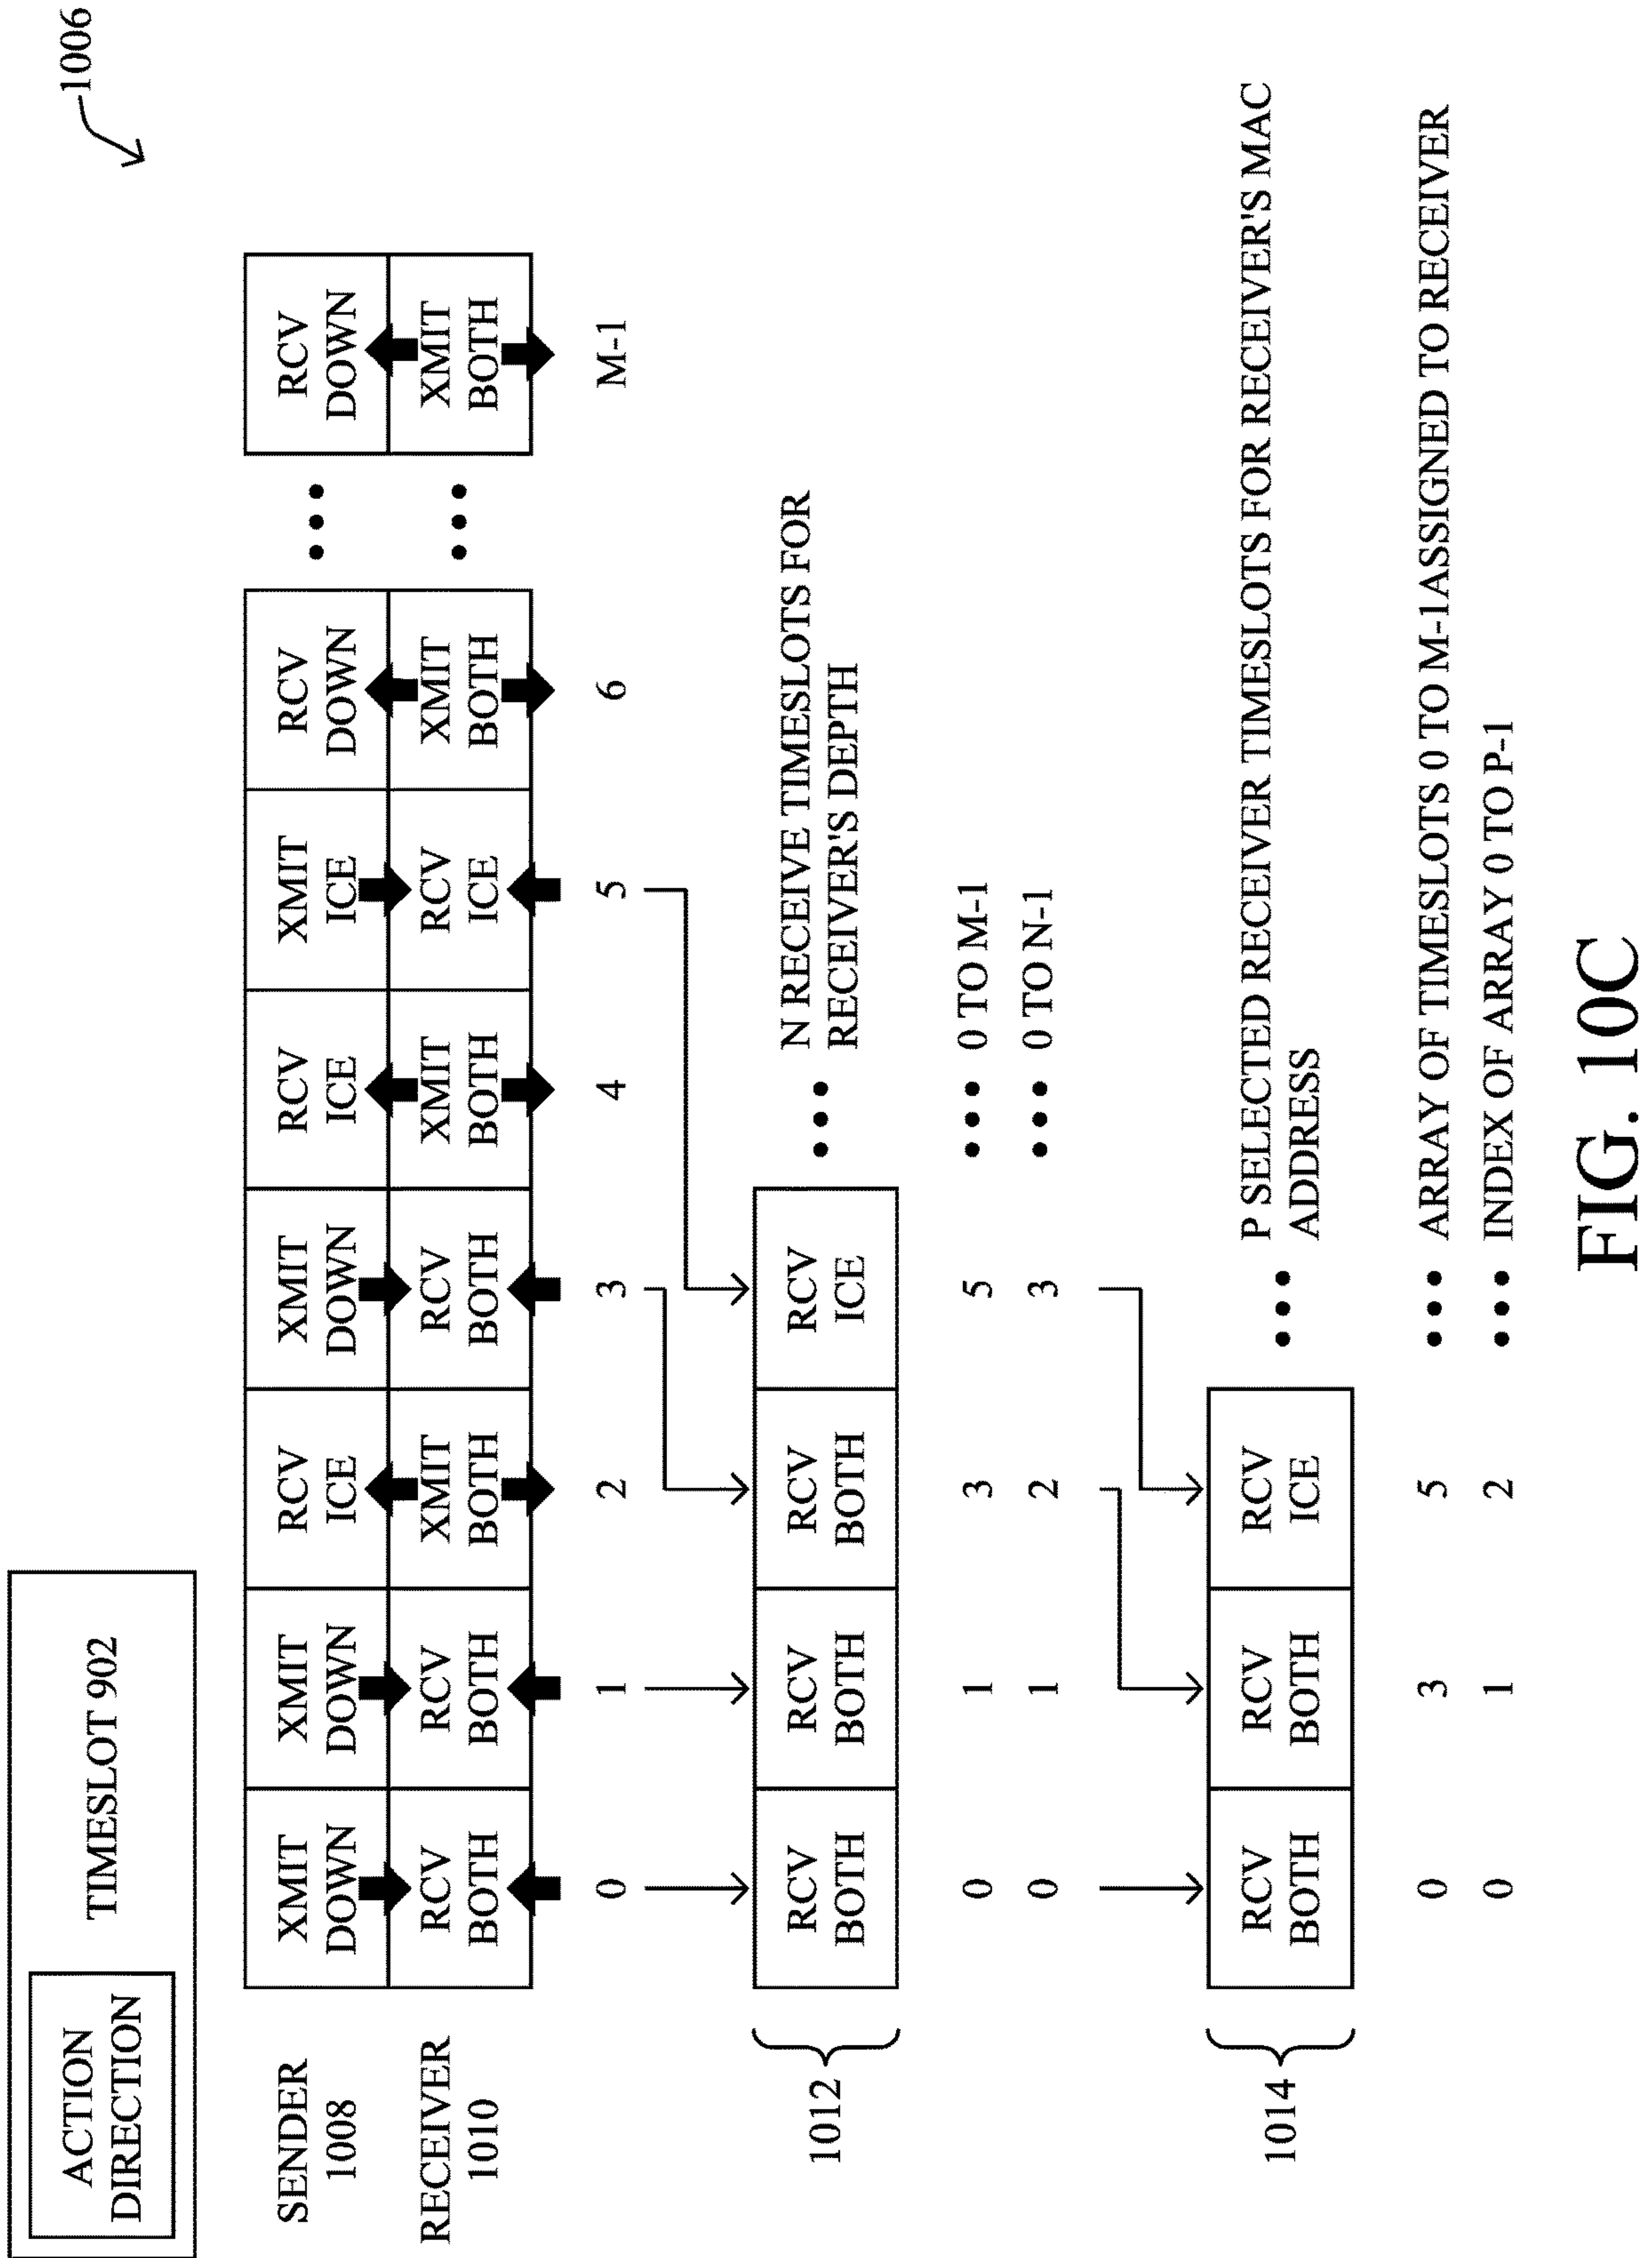 1006
ACTION
DIRECTION
TIMESLOT 902
SENDER
1008
XMIT
DOWN
XMIT
DOWN
RCV
ICE
XMIT
DOWN
RCV
ICE
XMIT
ICE
RCV
DOWN
RCV
DOWN
RECEIVER
1010
RCV
BOTH
RCV
BOTH
XMIT
BOTH
RCV
BOTH
XMIT
BOTH
RCV
ICE
XMIT
BOTH
XMIT
BOTH
0 1 2 3 4 5 6 M-1
1012
RCV
BOTH
RCV
BOTH
RCV
BOTH
RCV
ICE
N RECEIVE TIMESLOTS FOR
RECEIVER'S DEPTH
0 1 3 5 0 TO M-1
0 1 2 3 0 TO N-1
1014
RCV
BOTH
RCV
BOTH
RCV
ICE
P SELECTED RECEIVER TIMESLOTS FOR RECEIVER'S MAC
ADDRESS
0 3 5 ARRAY OF TIMESLOTS 0 TO M-1ASSIGNED TO RECEIVER
0 1 2 INDEX OF ARRAY 0 TO P-1
FIG. 10C